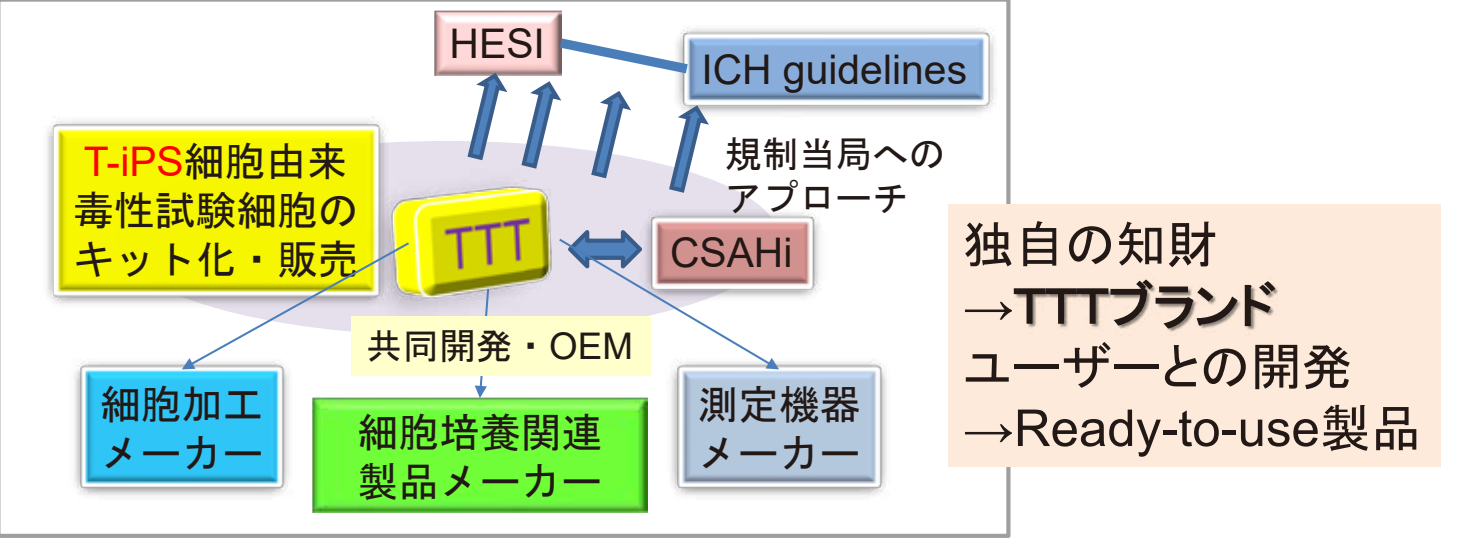 HESI
ICH guidelines
T-iPS細胞由来
毒性試験細胞の
キット化・販売
規制当局への
アプローチ
TTT
CSAHi
共同開発・OEM
細胞加工
メーカー
細胞培養関連
製品メーカー
測定機器
メーカー
独自の知財
→TTTブランド
ユーザーとの開発
→Ready-to-use製品